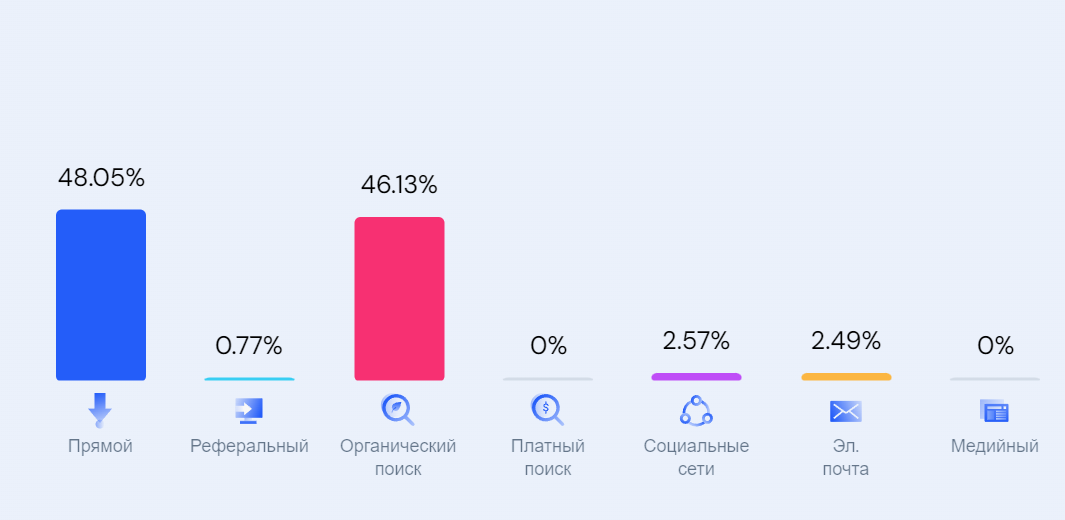 48.05%
46.13%
0.77%
0%
2.57%
2.49%
0%
$
Прямой
Реферальный
Органический
поиск
Платный
поиск
Социальные
сети
Эл.
почта
Медийный